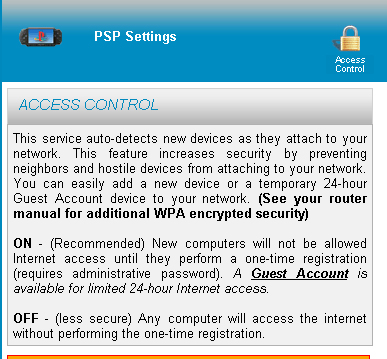 PSP Settings
Access
Control
ACCESS CONTROL
This service auto-detects new devices as they attach to your
network. This feature increases security by preventing
neighbors and hostile devices from attaching to your network.
You can easily add a new device or a temporary 24-hour
Guest Account device to your network. (See your router
manual for additional WPA encrypted security)
ON - (Recommended) New computers will not be allowed
Internet access until they perform a one-time registration
(requires administrative password). A Guest Account is
available for limited 24-hour Internet access.
OFF - (less secure) Any computer will access the internet
without performing the one-time registration.